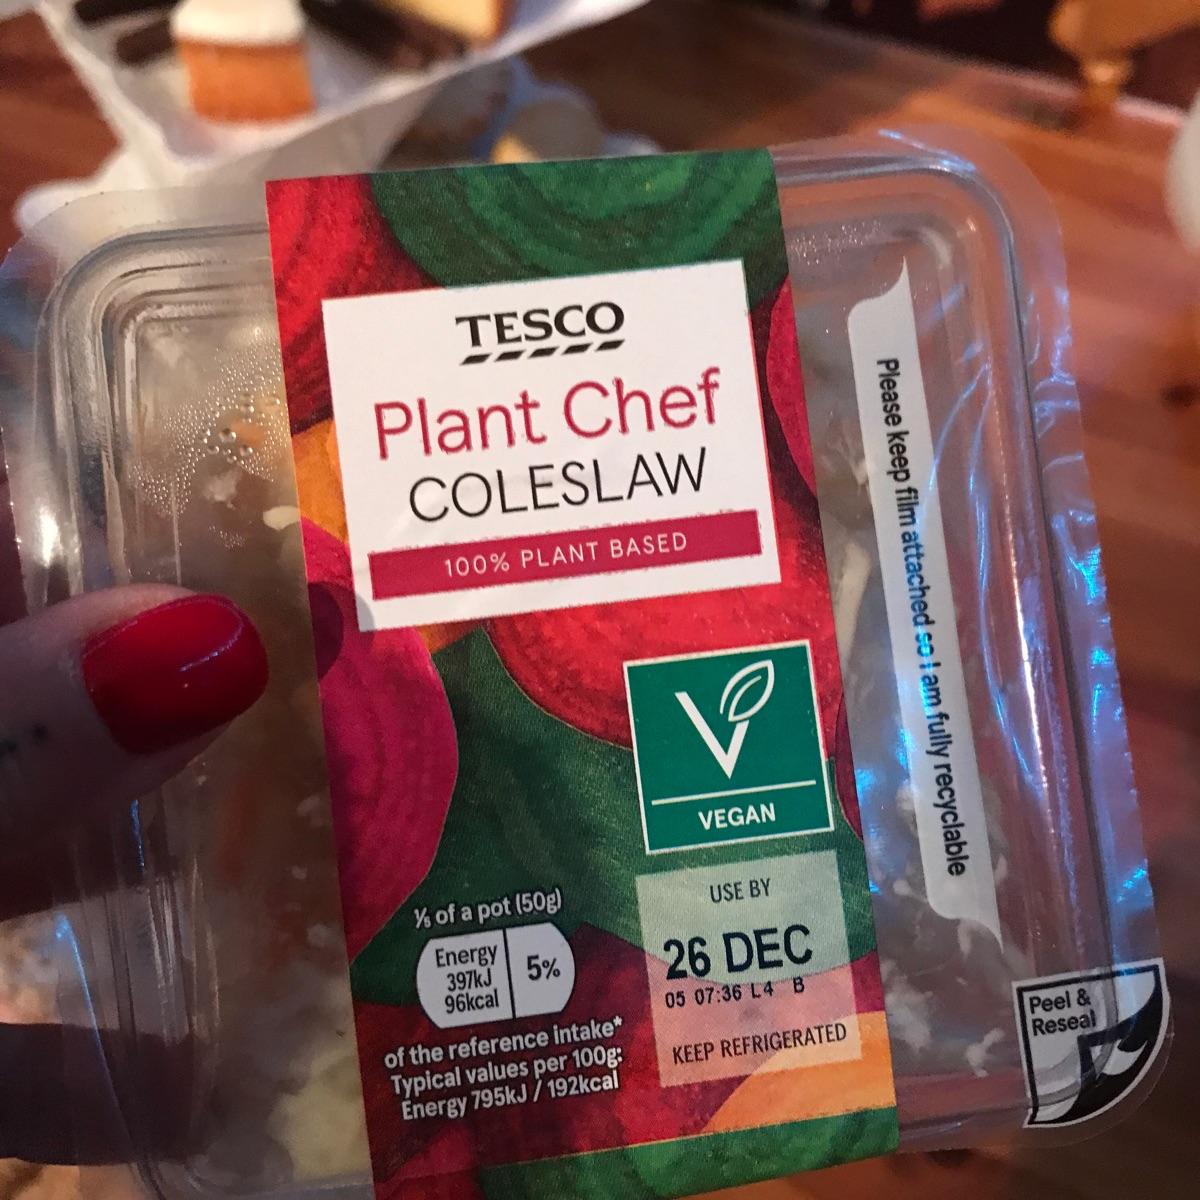 TESCO
Plant Chef
COLESLAW
100% PLANT BASED
V
VEGAN
USE BY
26 DEC
05 07:36 L4 B
KEEP REFRIGERATED
⅙ of a pot (50g)
Energy
397kJ
96kcal
5%
of the reference intake*
Typical values per 100g:
Energy 795kJ / 192kcal
Please keep film attached so I am fully recyclable
Peel &
Reseal